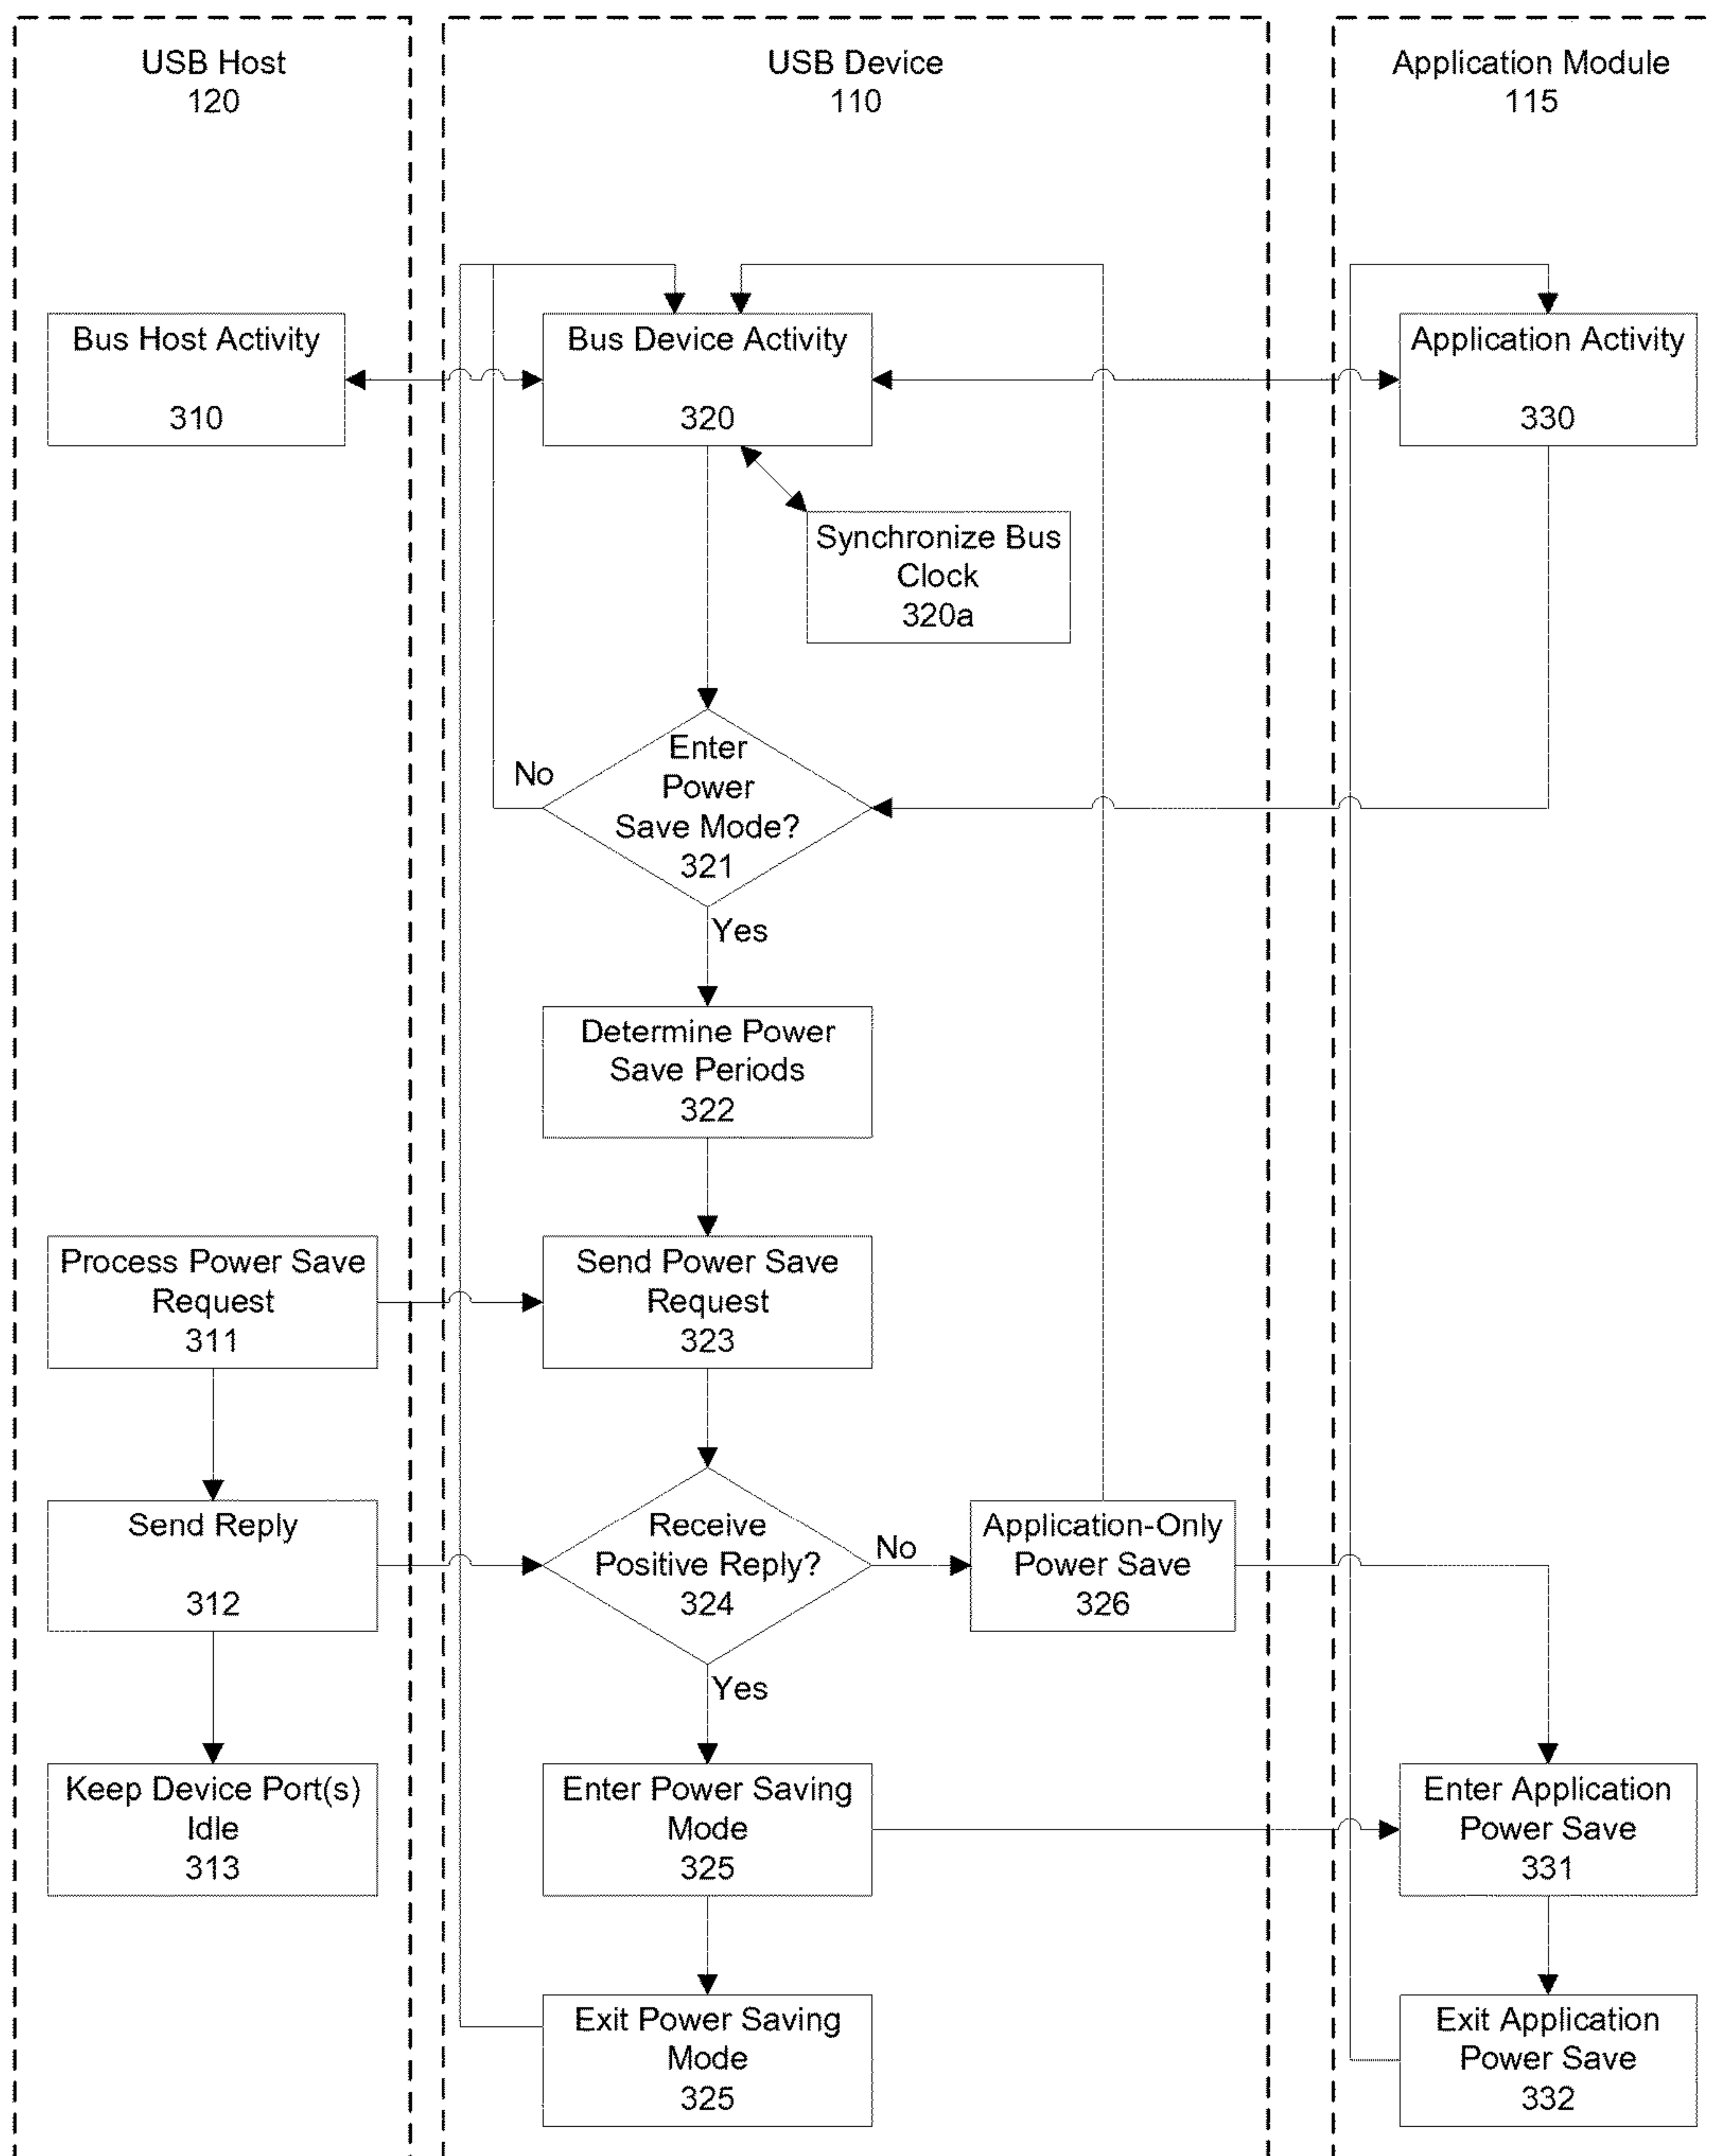 USB Host
120
USB Device
110
Application Module
115
Bus Host Activity
310
Bus Device Activity
320
Application Activity
330
Synchronize Bus
Clock
320a
Enter
Power
Save Mode?
321
No
Yes
Determine Power
Save Periods
322
Process Power Save
Request
311
Send Power Save
Request
323
Send Reply
312
Receive
Positive Reply?
324
No
Application-Only
Power Save
326
Yes
Keep Device Port(s)
Idle
313
Enter Power Saving
Mode
325
Enter Application
Power Save
331
Exit Power Saving
Mode
325
Exit Application
Power Save
332